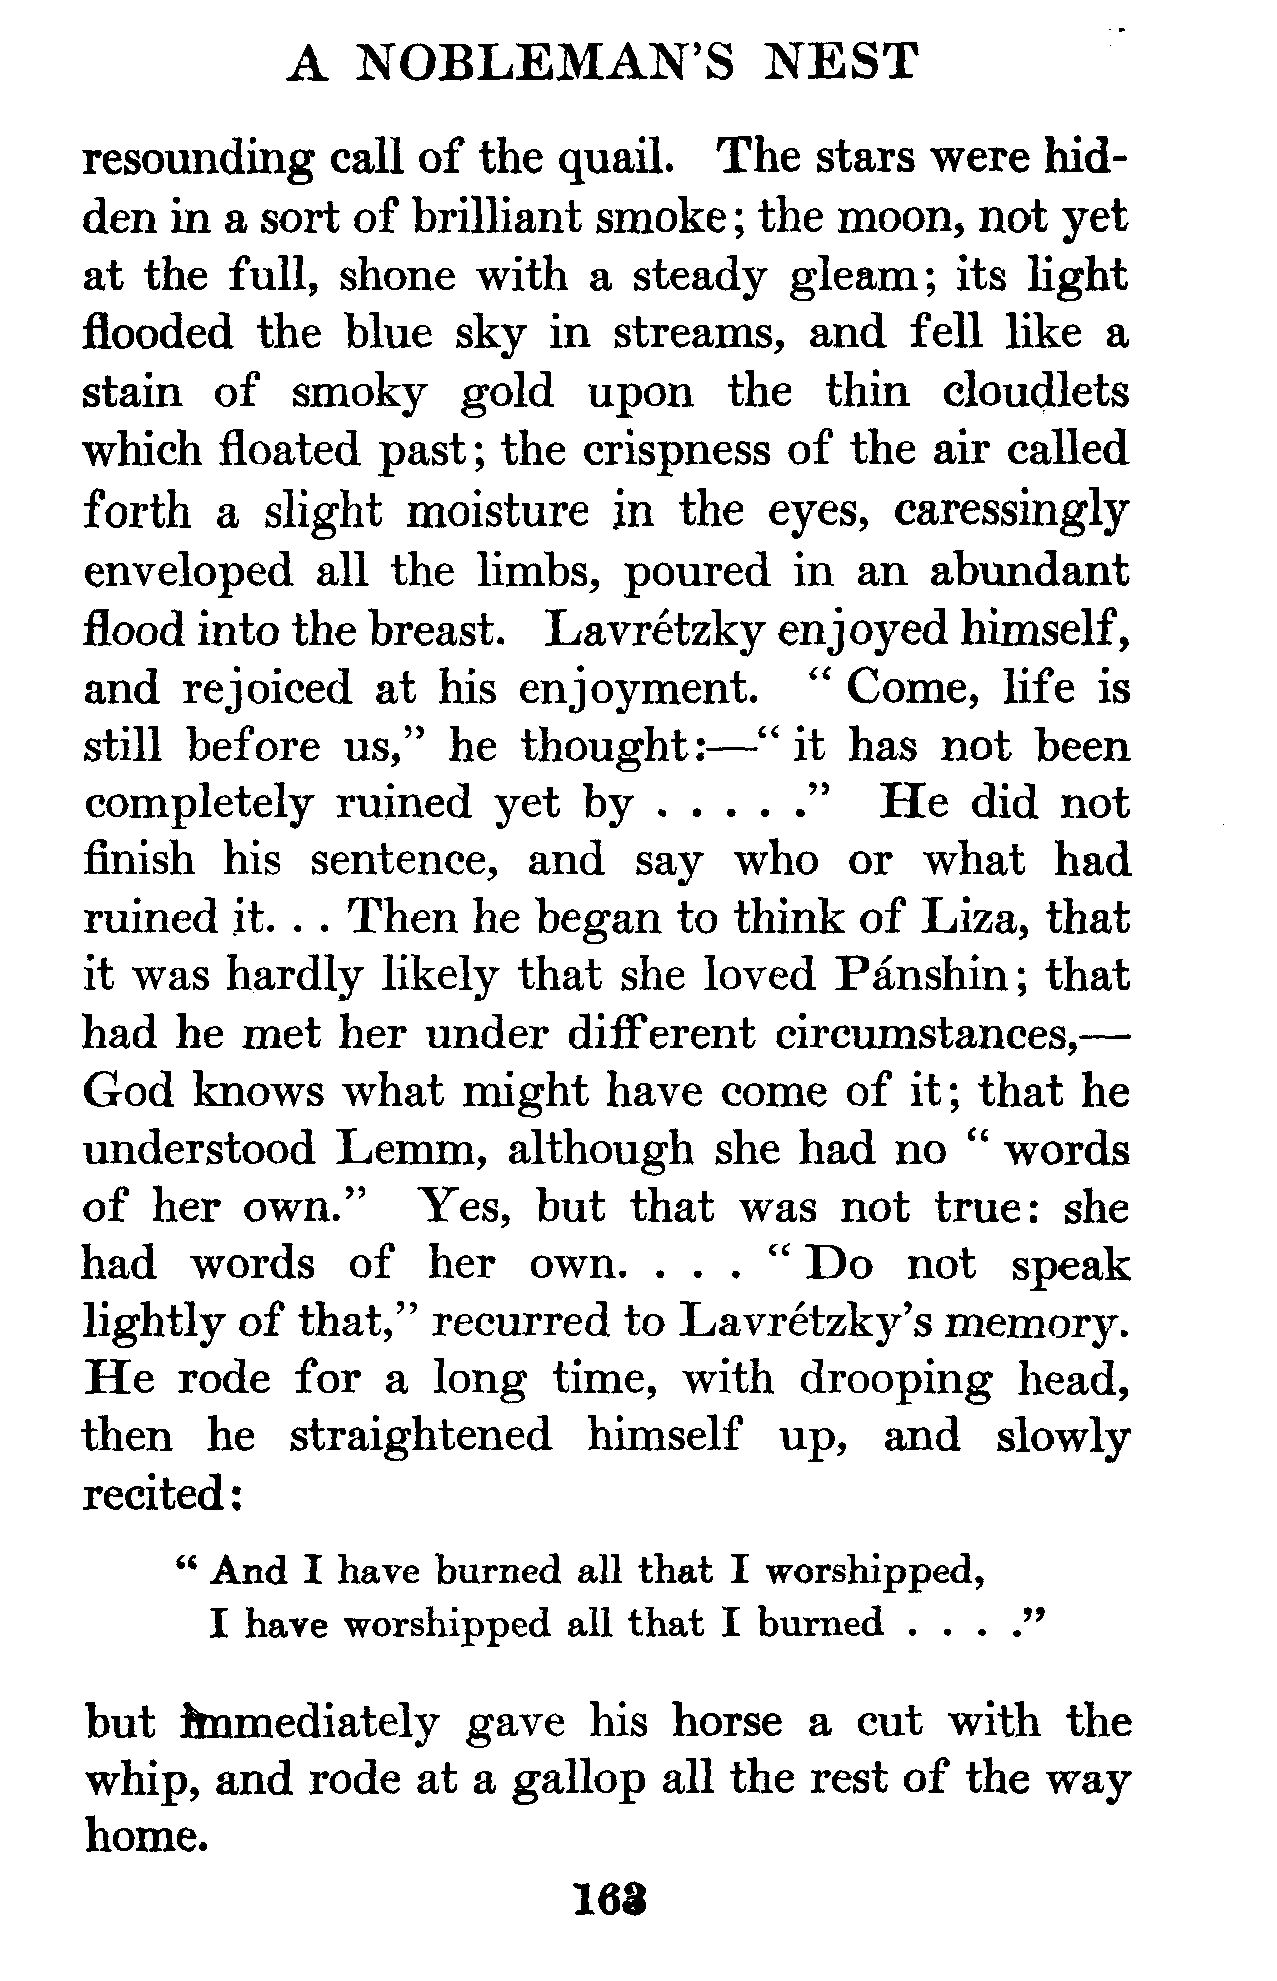 A NOBLEMAN'S NEST
resounding call of the quail. The stars were hid-
den in a sort of brilliant smoke; the moon, not yet
at the full, shone with a steady gleam; its light
flooded the blue sky in streams, and fell like a
stain of smoky gold upon the thin cloudlets
which floated past; the crispness of the air called
forth a slight moisture in the eyes, caressingly
enveloped all the limbs, poured in an abundant
flood into the breast. Lavrétzky enjoyed himself,
and rejoiced at his enjoyment. “ Come, life is
still before us,” he thought:—“ it has not been
completely ruined yet by . . . . .” He did not
finish his sentence, and say who or what had
ruined it. . . Then he began to think of Liza, that
it was hardly likely that she loved Pánshin; that
had he met her under different circumstances,—
God knows what might have come of it; that he
understood Lemm, although she had no “ words
of her own.” Yes, but that was not true: she
had words of her own. . . . “ Do not speak
lightly of that,” recurred to Lavrétzky's memory.
He rode for a long time, with drooping head,
then he straightened himself up, and slowly
recited:
“ And I have burned all that I worshipped,
I have worshipped all that I burned . . . .”
but immediately gave his horse a cut with the
whip, and rode at a gallop all the rest of the way
home.
163